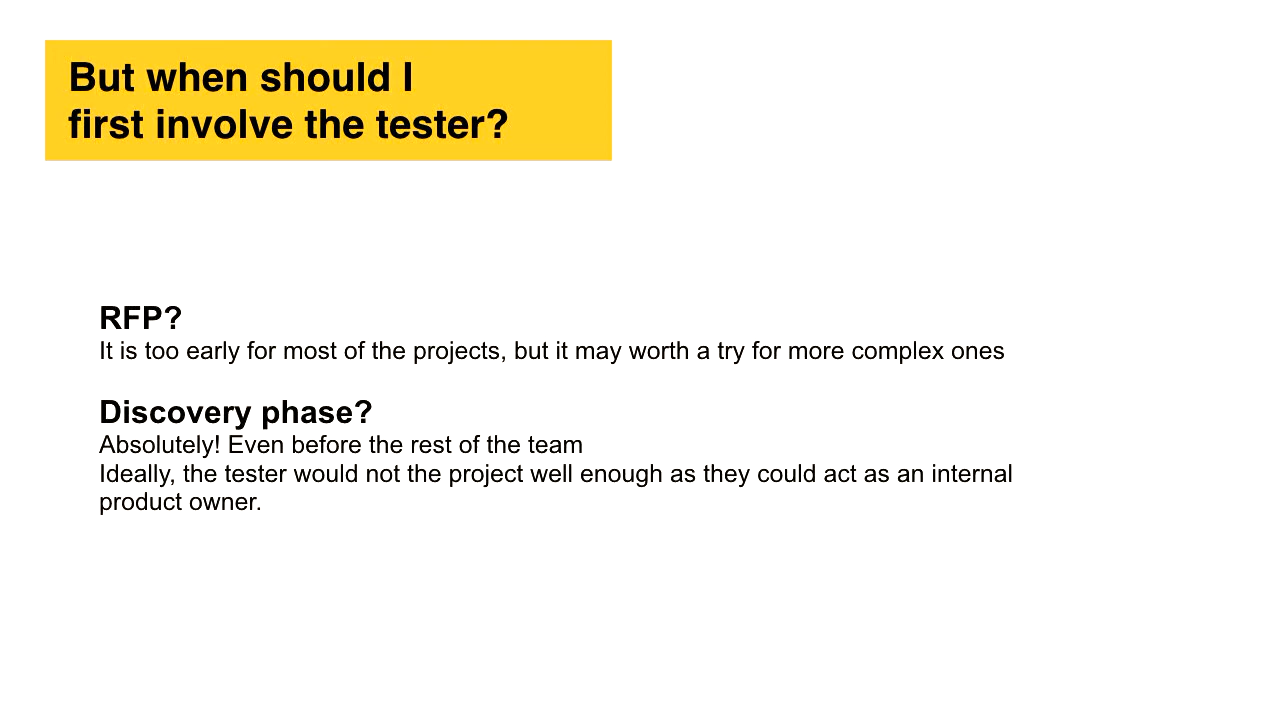 But when should I
first involve the tester?
RFP?
It is too early for most of the projects, but it may worth a try for more complex ones
Discovery phase?
Absolutely! Even before the rest of the team
Ideally, the tester would not the project well enough as they could act as an internal
product owner.